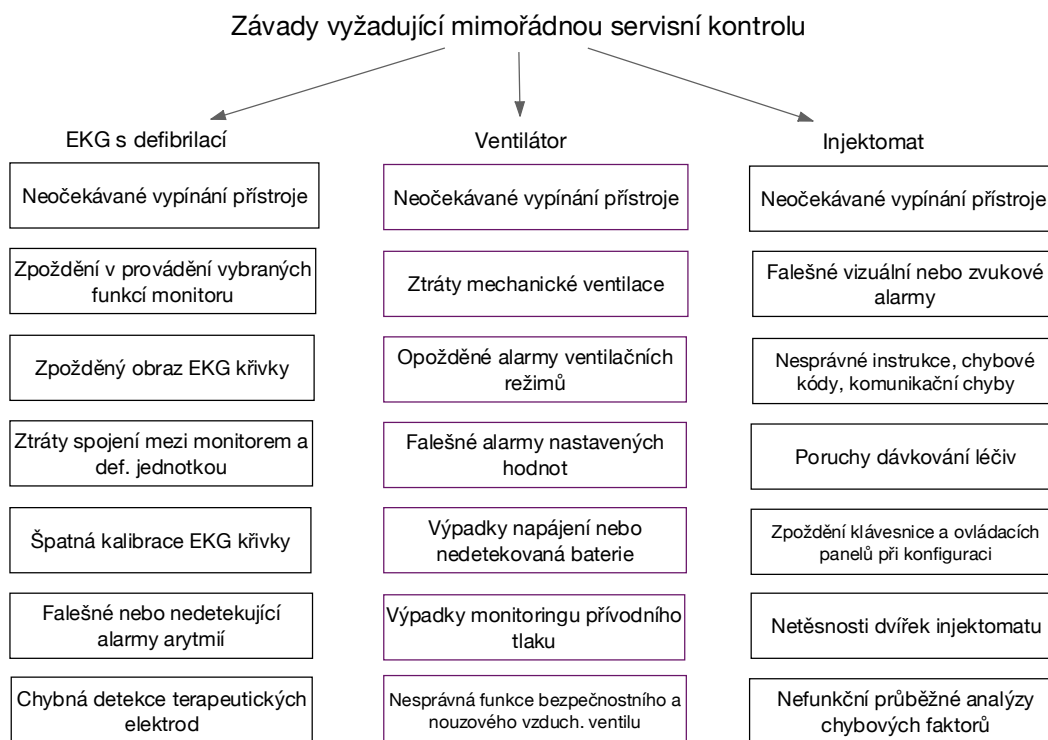 Závady vyžadující mimořádnou servisní kontrolu
EKG s defibrilací
Neočekávané vypínání přístroje
Zpoždění v provádění vybraných
funkcí monitoru
Zpožděný obraz EKG křivky
Ztráty spojení mezi monitorem a
def. jednotkou
Špatná kalibrace EKG křivky
Falešné nebo nedetekující
alarmy arytmií
Chybná detekce terapeutických
elektrod
Ventilátor
Neočekávané vypínání přístroje
Ztráty mechanické ventilace
Opožděné alarmy ventilačních
režimů
Falešné alarmy nastavených
hodnot
Výpadky napájení nebo
nedetekovaná baterie
Výpadky monitoringu přívodního
tlaku
Nesprávná funkce bezpečnostního a
nouzového vzduch. ventilu
Injektomat
Neočekávané vypínání přístroje
Falešné vizuální nebo zvukové
alarmy
Nesprávné instrukce, chybové
kódy, komunikační chyby
Poruchy dávkování léčiv
Zpoždění klávesnice a ovládacích
panelů při konfiguraci
Netěsnosti dvířek injektomatu
Nefunkční průběžné analýzy
chybových faktorů